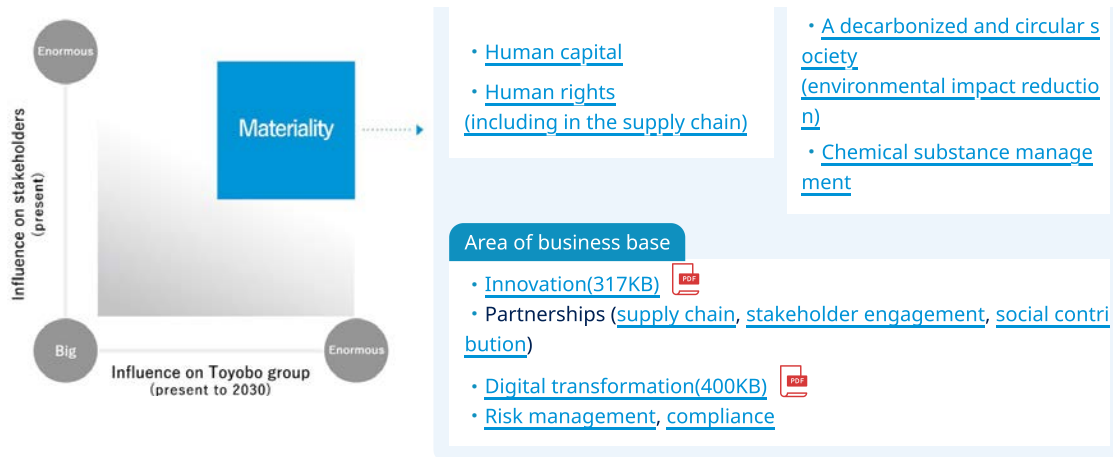 Enormous
Influence on stakeholders
(present)
Materiality
Big
Enormous
Influence on Toyobo group
(present to 2030)
・Human capital
・Human rights
(including in the supply chain)
・A decarbonized and circular s
ociety
(environmental impact reductio
n)
・Chemical substance manage
ment
Area of business base
・Innovation(317KB) PDF
・Partnerships (supply chain, stakeholder engagement, social contri
bution)
・Digital transformation(400KB) PDF
・Risk management, compliance